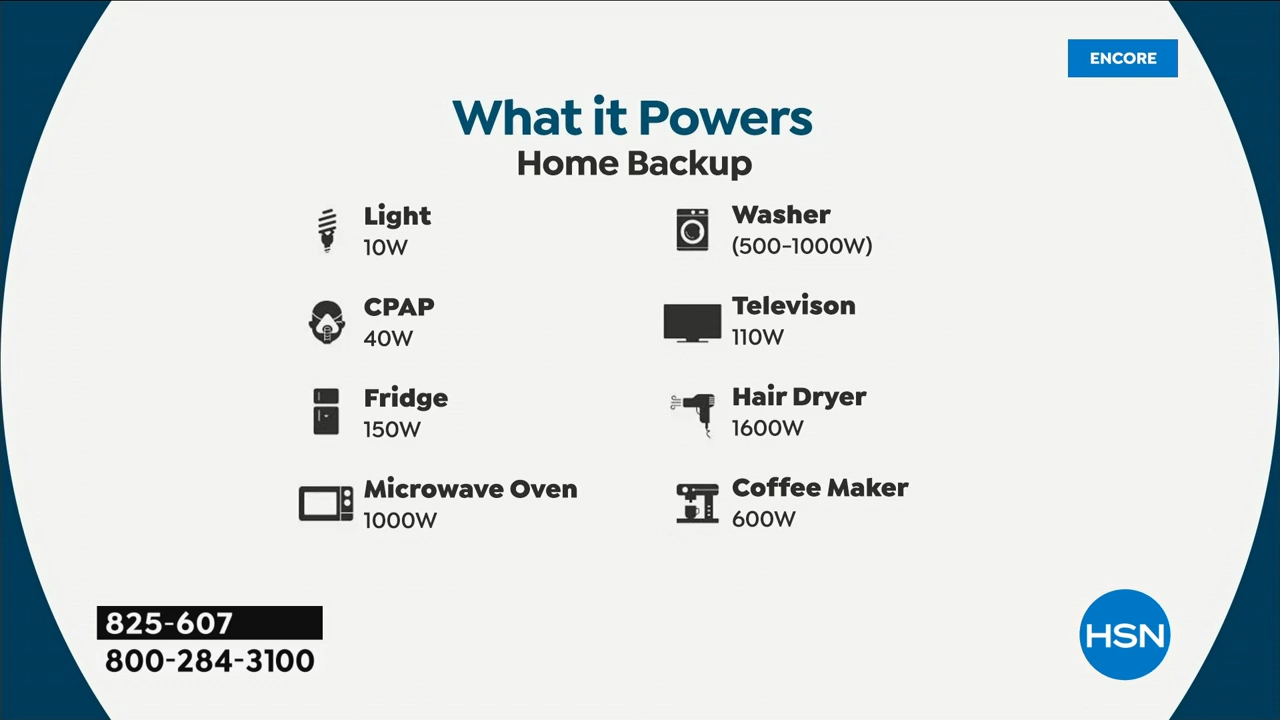 ENCORE
What it Powers
Home Backup
Light
10W
CPAP
40W
Fridge
150W
Microwave Oven
1000W
Washer
(500-1000W)
Televison
110W
Hair Dryer
1600W
Coffee Maker
600W
825-607
800-284-3100
HSN